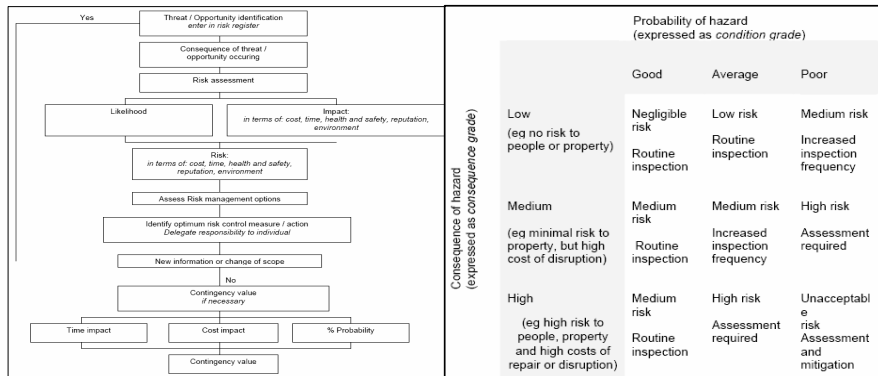 Yes
Threat / Opportunity identification
enter in risk register
Consequence of threat /
opportunity occuring
Risk assessment
Likelihood
Impact:
in terms of: cost, time, health and safety, reputation,
environment
Risk:
in terms of: cost, time, health and safety,
reputation, environment
Assess Risk management options
Identify optimum risk control measure / action
Delegate responsibility to individual
New information or change of scope
No
Contingency value
if necessary
Time impact
Cost impact
% Probability
Contingency value
Probability of hazard
(expressed as condition grade)
Consequence of hazard
(expressed as consequence grade)
Good
Average
Poor
Low
(eg no risk to
people or property)
Negligible
risk
Routine
inspection
Low risk
Routine
inspection
Medium risk
Increased
inspection
frequency
Medium
(eg minimal risk to
property, but high
cost of disruption)
Medium
risk
Routine
inspection
Medium risk
Increased
inspection
frequency
High risk
Assessment
required
High
(eg high risk to
people, property
and high costs of
repair or disruption)
Medium
risk
Routine
inspection
High risk
Assessment
required
Unacceptabl
e
risk
Assessment
and
mitigation